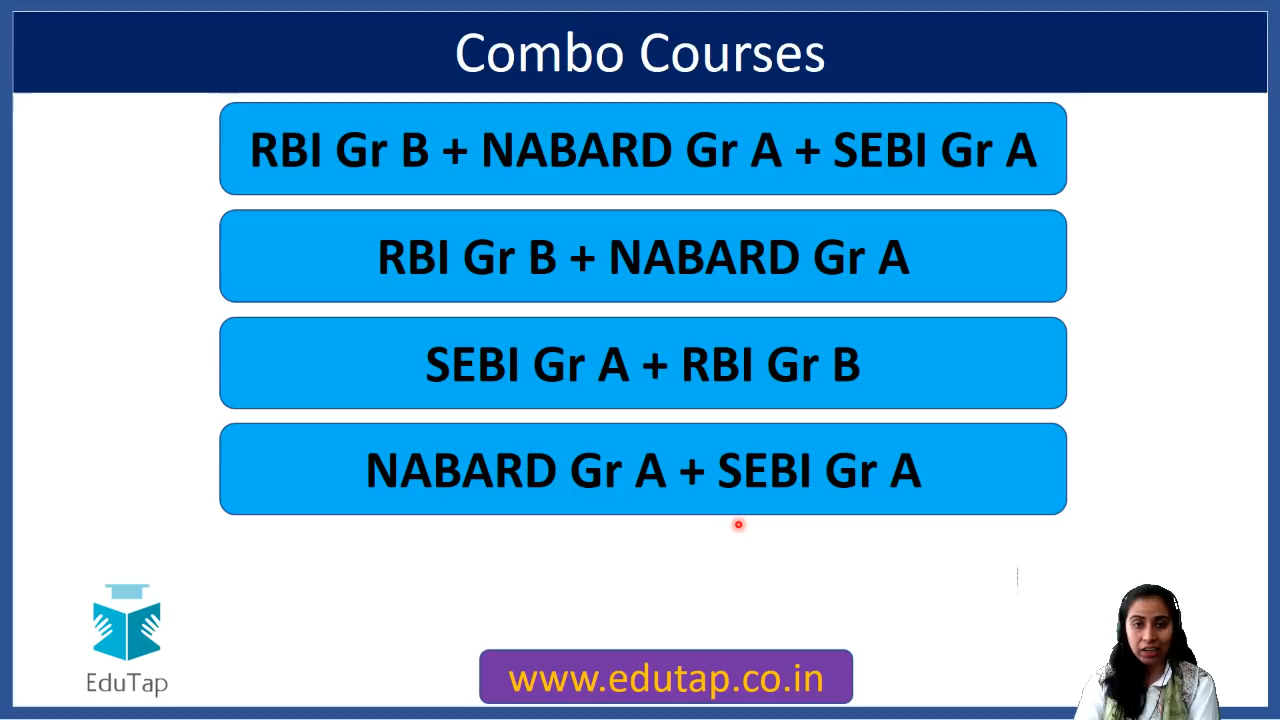 Combo Courses
RBI Gr B + NABARD Gr A + SEBI Gr A
RBI Gr B + NABARD Gr A
SEBI Gr A + RBI Gr B
NABARD Gr A + SEBI Gr A
EduTap
www.edutap.co.in